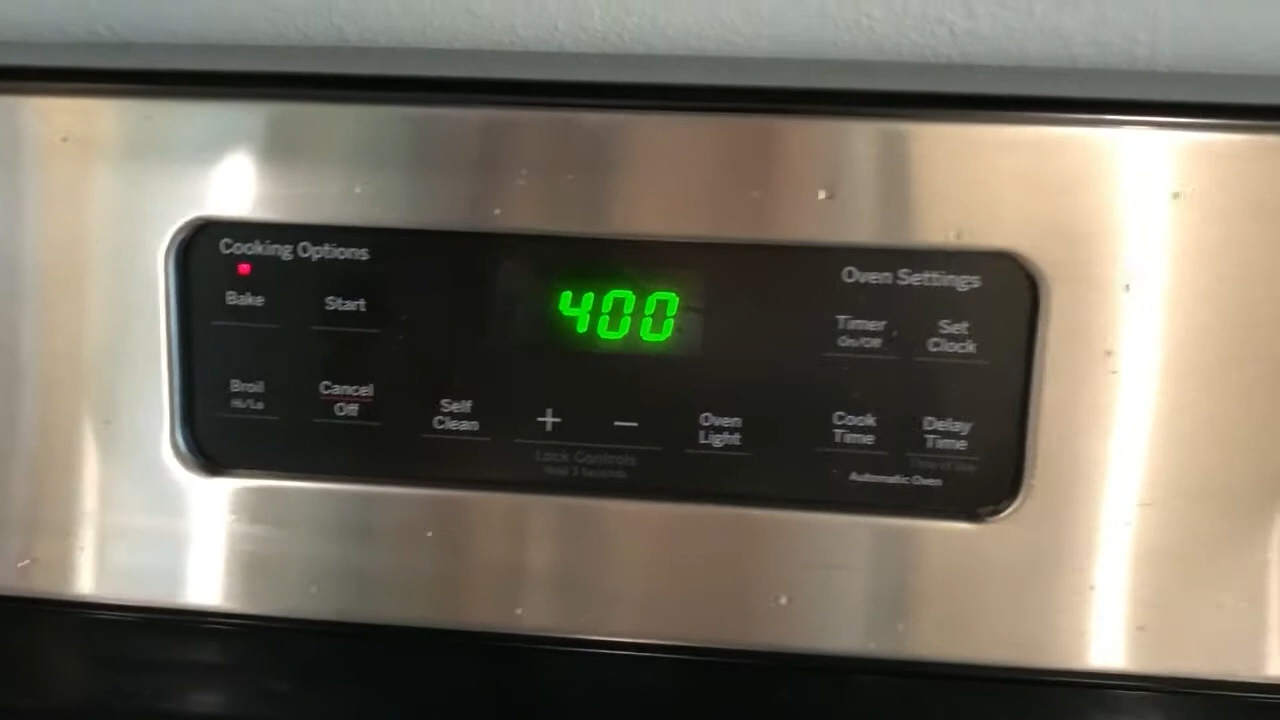 Cooking Options
Bake
Start
Broil
Hi/Lo
Cancel
Off
Self
Clean
400
+
−
Lock Controls
Hold 3 Seconds
Oven
Light
Oven Settings
Timer
On/Off
Set
Clock
Cook
Time
Delay
Time
Time of Day
Automatic Oven